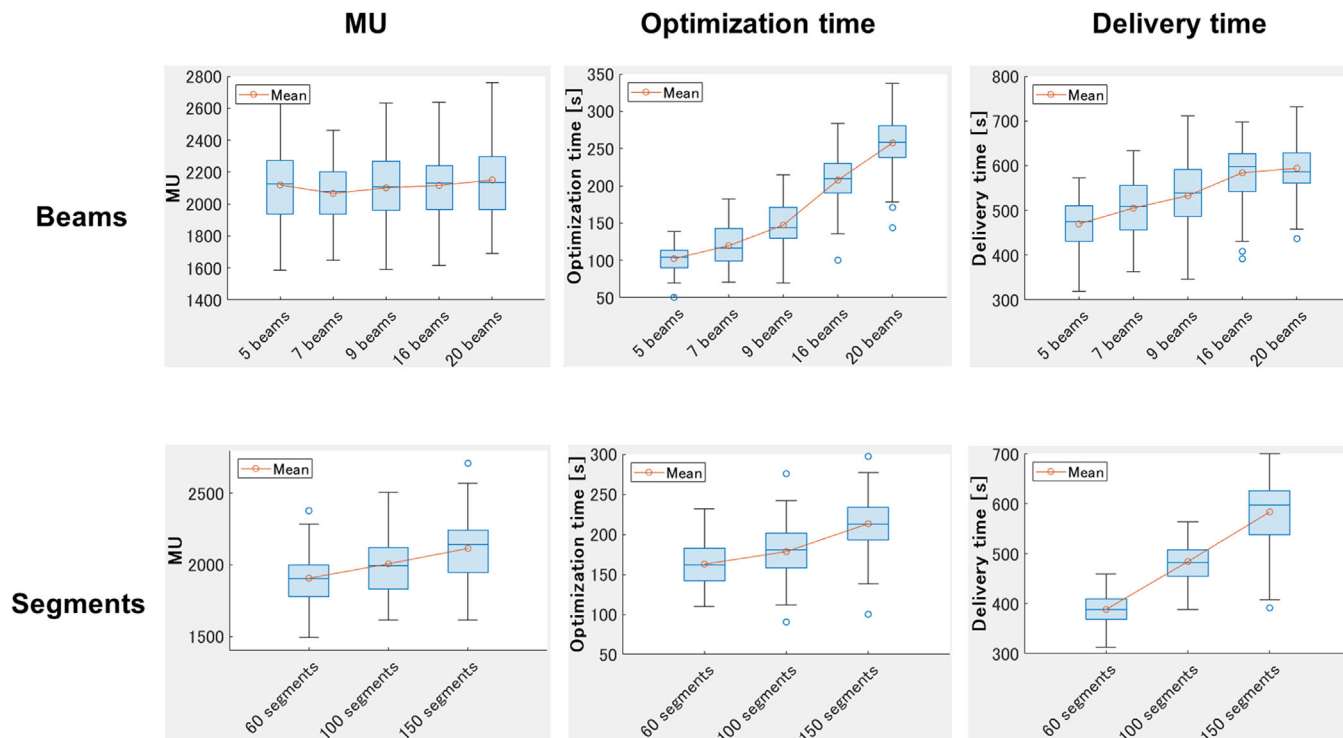 MU
Optimization time
Delivery time
Beams
MU
2800
2600
2400
2200
2000
1800
1600
1400
Mean
5 beams
7 beams
9 beams
16 beams
20 beams
Optimization time [s]
350
300
250
200
150
100
50
Mean
5 beams
7 beams
9 beams
16 beams
20 beams
Delivery time [s]
800
700
600
500
400
300
Mean
5 beams
7 beams
9 beams
16 beams
20 beams
Segments
MU
2500
2000
1500
Mean
60 segments
100 segments
150 segments
Optimization time [s]
300
250
200
150
100
50
Mean
60 segments
100 segments
150 segments
Delivery time [s]
700
600
500
400
300
Mean
60 segments
100 segments
150 segments